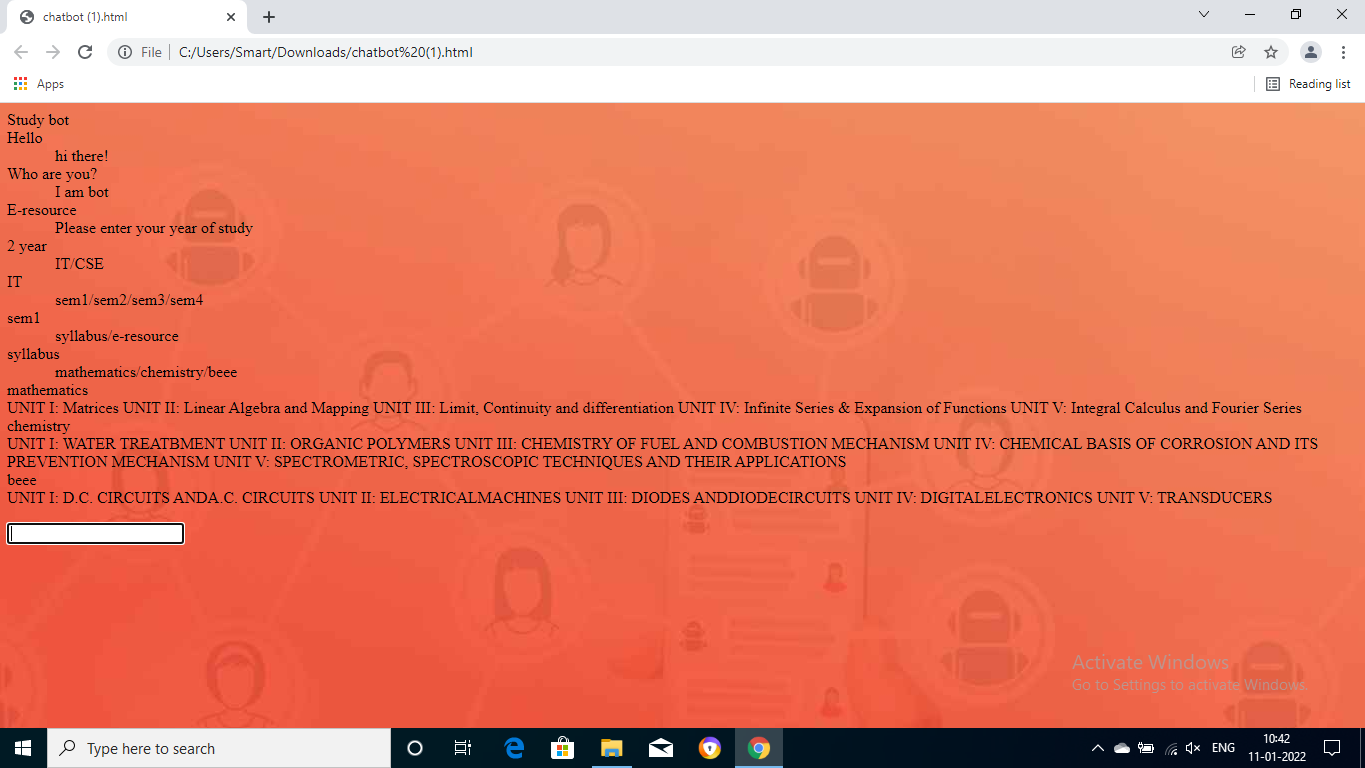 chatbot (1).html
File
C:/Users/Smart/Downloads/chatbot%20(1).html
Apps
Reading list
Study bot
Hello
hi there!
Who are you?
I am bot
E-resource
Please enter your year of study
2 year
IT/CSE
IT
sem1/sem2/sem3/sem4
sem1
syllabus/e-resource
syllabus
mathematics/chemistry/beee
mathematics
UNIT I: Matrices UNIT II: Linear Algebra and Mapping UNIT III: Limit, Continuity and differentiation UNIT IV: Infinite Series & Expansion of Functions UNIT V: Integral Calculus and Fourier Series
chemistry
UNIT I: WATER TREATBMENT UNIT II: ORGANIC POLYMERS UNIT III: CHEMISTRY OF FUEL AND COMBUSTION MECHANISM UNIT IV: CHEMICAL BASIS OF CORROSION AND ITS
PREVENTION MECHANISM UNIT V: SPECTROMETRIC, SPECTROSCOPIC TECHNIQUES AND THEIR APPLICATIONS
beee
UNIT I: D.C. CIRCUITS ANDA.C. CIRCUITS UNIT II: ELECTRICALMACHINES UNIT III: DIODES ANDDIODECIRCUITS UNIT IV: DIGITALELECTRONICS UNIT V: TRANSDUCERS
Activate Windows
Go to Settings to activate Windows.
Type here to search
ENG
10:42
11-01-2022